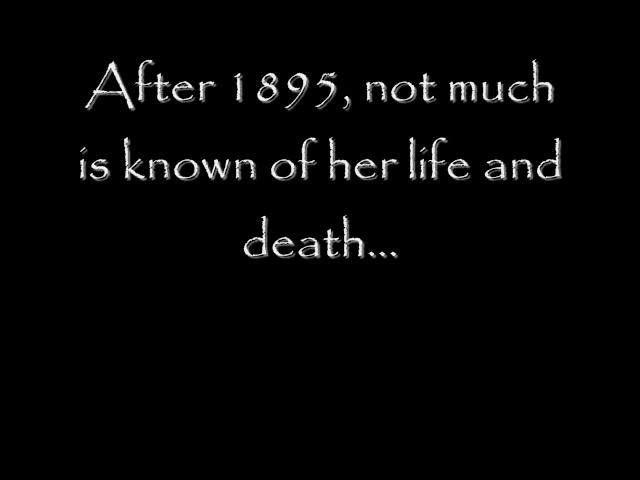 After 1895, not much
is known of her life and
death...